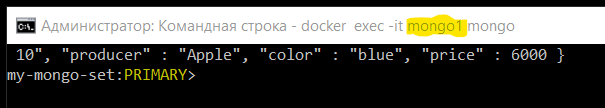 Администратор: Командная строка - docker exec -it mongo1 mongo
10", "producer" : "Apple", "color" : "blue", "price" : 6000 }
my-mongo-set:PRIMARY>